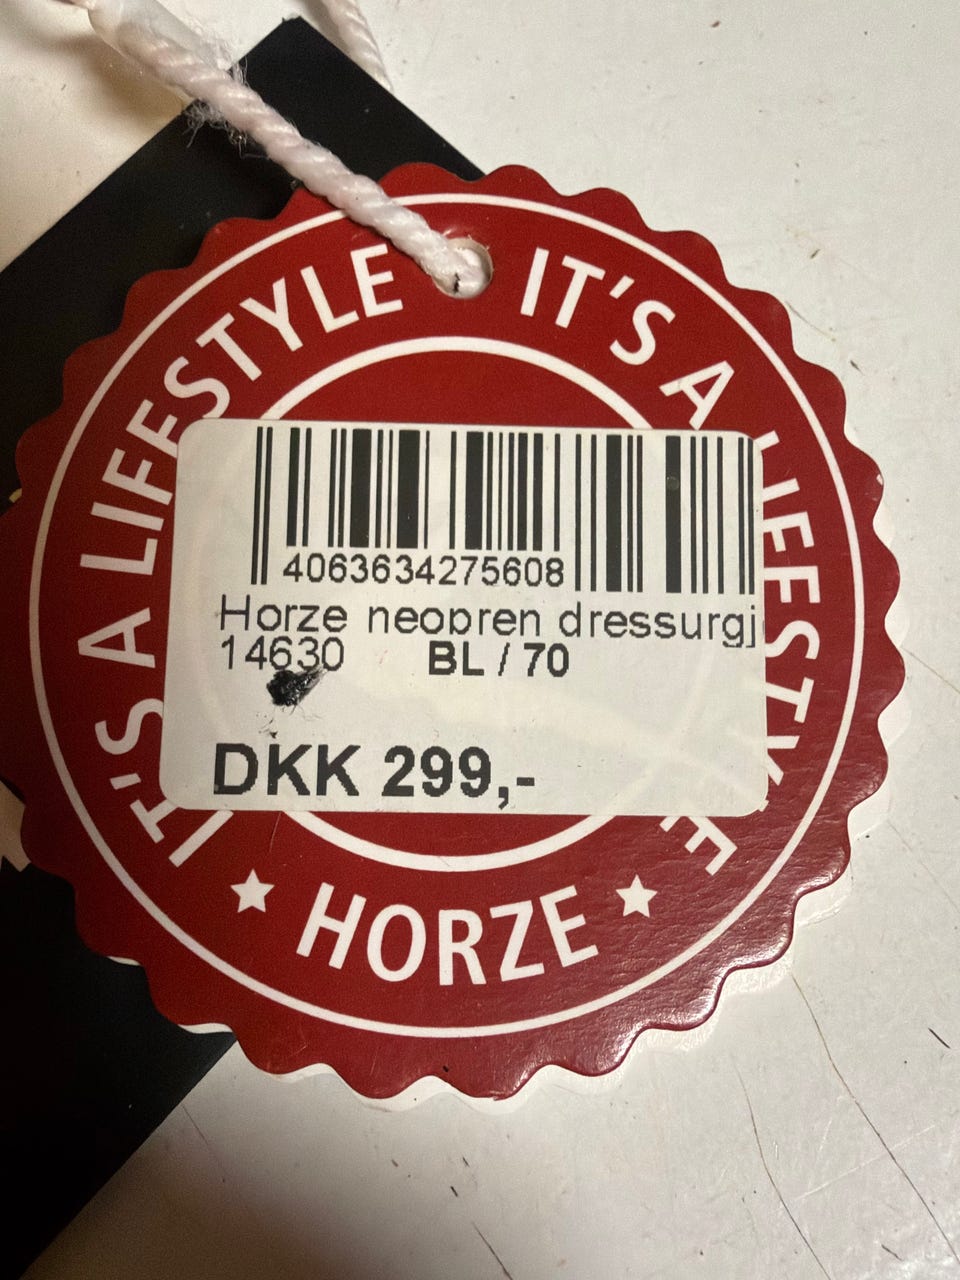 IT'S A LIFESTYLE
IT'S A LIFESTYLE
4063634275608
Horze neopren dressurgj
14630 BL / 70
DKK 299,-
★ HORZE ★